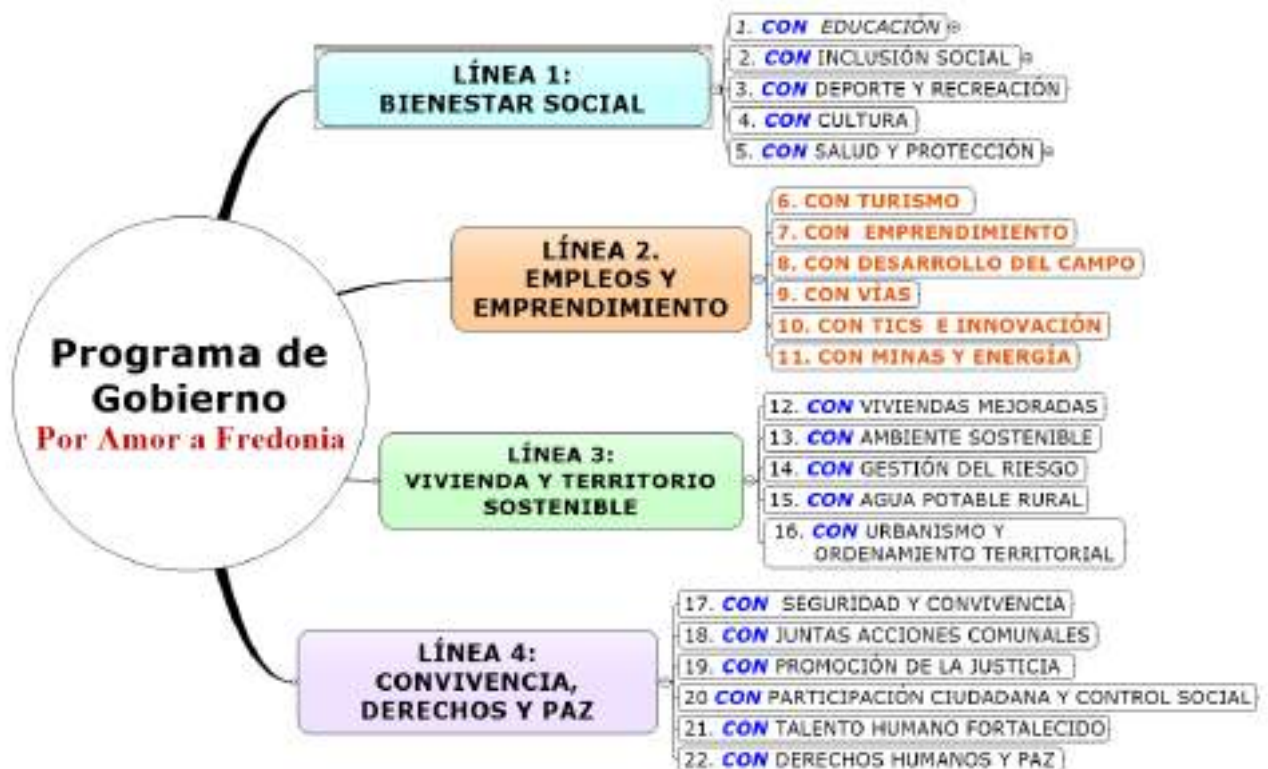 Programa de
Gobierno
Por Amor a Fredonia
LÍNEA 1:
BIENESTAR SOCIAL
1. CON EDUCACIÓN
2. CON INCLUSIÓN SOCIAL
3. CON DEPORTE Y RECREACIÓN
4. CON CULTURA
5. CON SALUD Y PROTECCIÓN
LÍNEA 2.
EMPLEOS Y
EMPRENDIMIENTO
6. CON TURISMO
7. CON EMPRENDIMIENTO
8. CON DESARROLLO DEL CAMPO
9. CON VÍAS
10. CON TICS E INNOVACIÓN
11. CON MINAS Y ENERGÍA
LÍNEA 3:
VIVIENDA Y TERRITORIO
SOSTENIBLE
12. CON VIVIENDAS MEJORADAS
13. CON AMBIENTE SOSTENIBLE
14. CON GESTIÓN DEL RIESGO
15. CON AGUA POTABLE RURAL
16. CON URBANISMO Y
ORDENAMIENTO TERRITORIAL
LÍNEA 4:
CONVIVENCIA,
DERECHOS Y PAZ
17. CON SEGURIDAD Y CONVIVENCIA
18. CON JUNTAS ACCIONES COMUNALES
19. CON PROMOCIÓN DE LA JUSTICIA
20 CON PARTICIPACIÓN CIUDADANA Y CONTROL SOCIAL
21. CON TALENTO HUMANO FORTALECIDO
22. CON DERECHOS HUMANOS Y PAZ